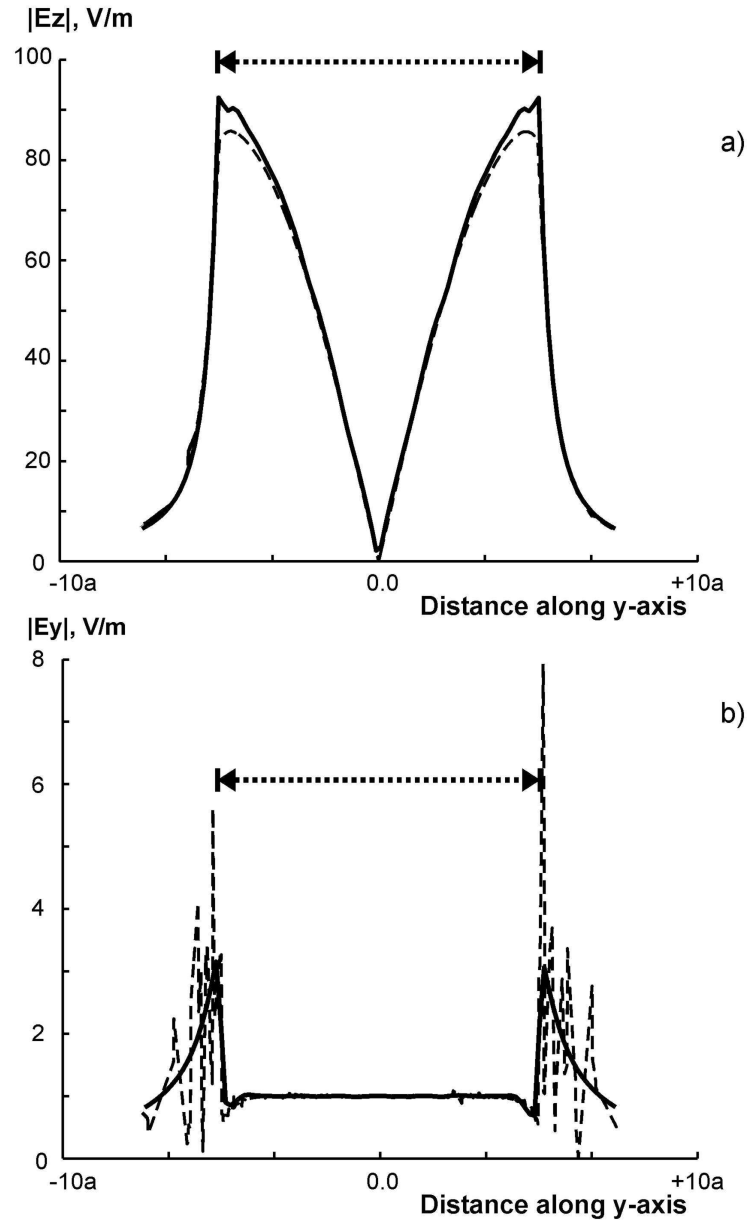 |Ez|, V/m
100
a)
80
60
40
20
0
-10a
0.0
+10a
Distance along y-axis
|Ey|, V/m
8
b)
6
4
2
0
-10a
0.0
+10a
Distance along y-axis